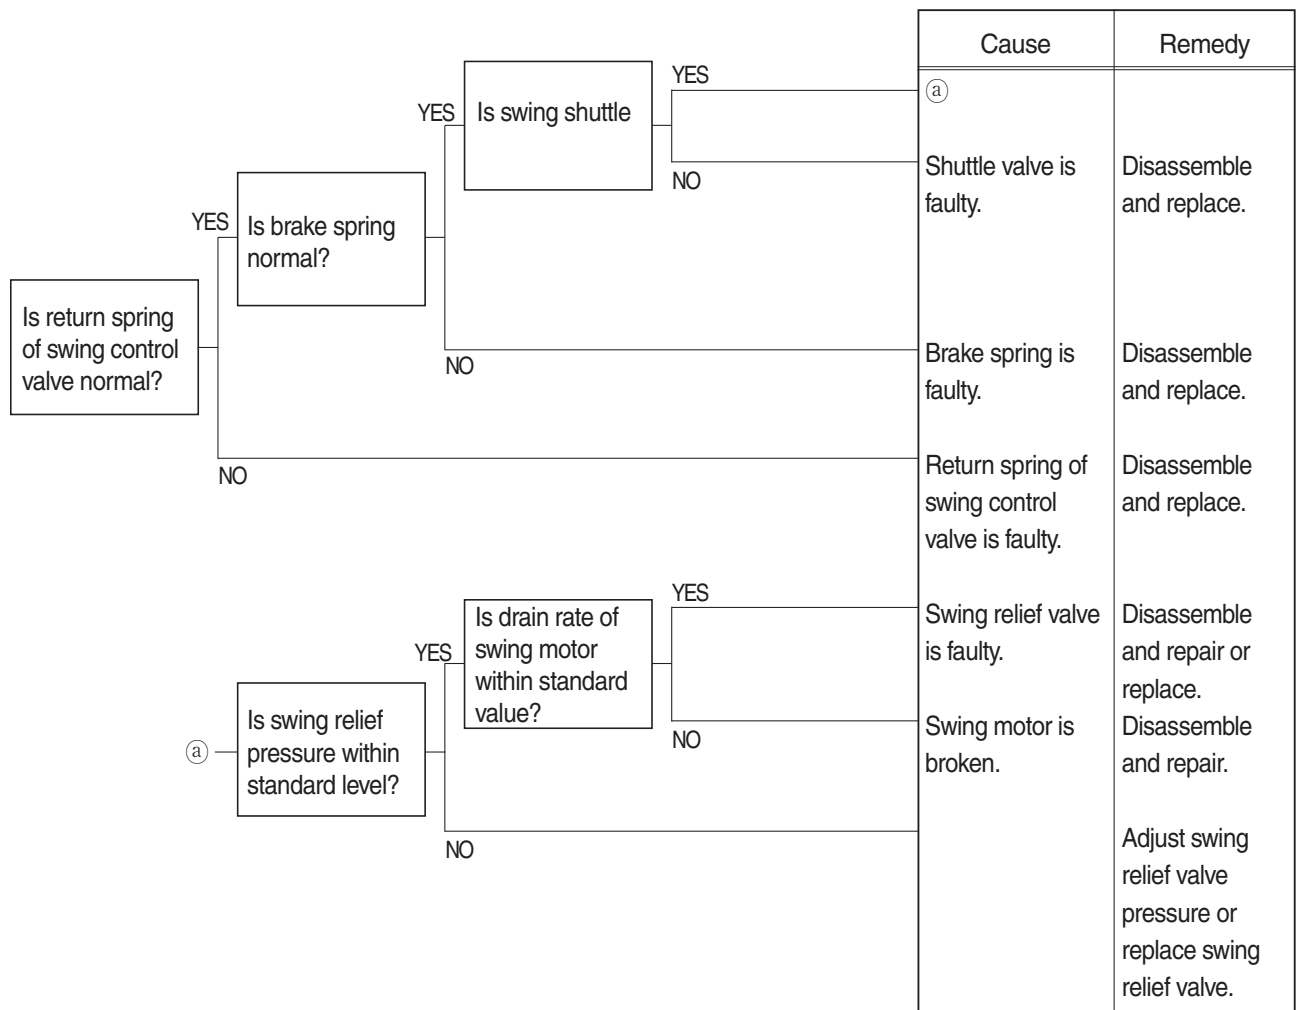 Cause
Remedy
YES
ⓐ
YES
Is swing shuttle
NO
Shuttle valve is
faulty.
Disassemble
and replace.
YES
Is brake spring
normal?
Is return spring
of swing control
valve normal?
NO
Brake spring is
faulty.
Disassemble
and replace.
NO
Return spring of
swing control
valve is faulty.
Disassemble
and replace.
YES
Swing relief valve
is faulty.
Disassemble
and repair or
replace.
YES
Is drain rate of
swing motor
within standard
value?
NO
Swing motor is
broken.
Disassemble
and repair.
ⓐ
Is swing relief
pressure within
standard level?
NO
Adjust swing
relief valve
pressure or
replace swing
relief valve.